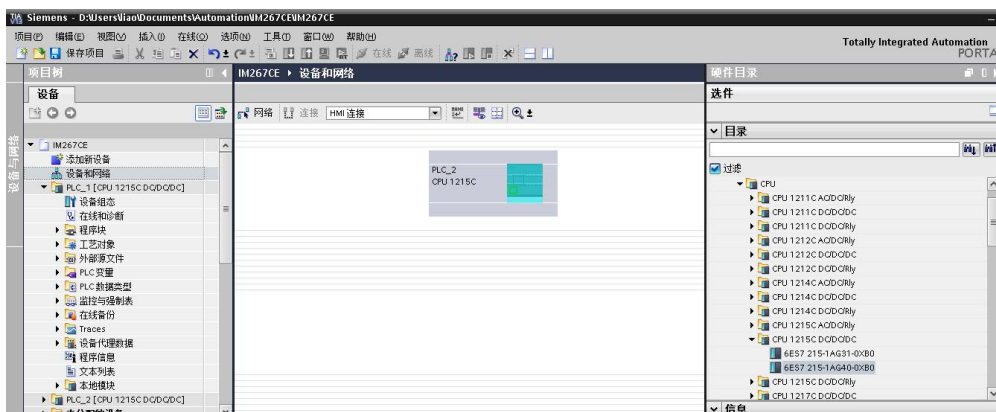 Siemens - D:\Users\liao\Documents\Automation\IM267CE\IM267CE
项目(P) 编辑(E) 视图(V) 插入(I) 在线(O) 选项(N) 工具(T) 窗口(W) 帮助(H)
Totally Integrated Automation
PORTA
保存项目 在线 离线
项目树
IM267CE 设备和网络
硬件目录
设备
选件
网络 连接 HMI 连接
目录
设备与网络
过滤
IM267CE
添加新设备
设备和网络
PLC_1 [CPU 1215C DC/DC/DC]
设备组态
在线和诊断
程序块
工艺对象
外部源文件
PLC 变量
PLC 数据类型
监控与强制表
在线备份
Traces
设备代理数据
程序信息
文本列表
本地模块
PLC_2 [CPU 1215C DC/DC/DC]
PLC_2
CPU 1215C
CPU
CPU 1211C AC/DC/Rly
CPU 1211C DC/DC/DC
CPU 1211C DC/DC/Rly
CPU 1212C AC/DC/Rly
CPU 1212C DC/DC/DC
CPU 1212C DC/DC/Rly
CPU 1214C AC/DC/Rly
CPU 1214C DC/DC/DC
CPU 1214C DC/DC/Rly
CPU 1215C AC/DC/Rly
CPU 1215C DC/DC/DC
6ES7 215-1AG31-0XB0
6ES7 215-1AG40-0XB0
CPU 1215C DC/DC/Rly
CPU 1217C DC/DC/DC
信息